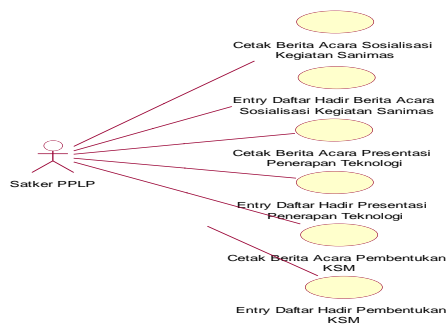 Cetak Berita Acara Sosialisasi
Kegiatan Sanimas
Entry Daftar Hadir Berita Acara
Sosialisasi Kegiatan Sanimas
Cetak Berita Acara Presentasi
Penerapan Teknologi
Satker PPLP
Entry Daftar Hadir Presentasi
Penerapan Teknologi
Cetak Berita Acara Pembentukan
KSM
Entry Daftar Hadir Pembentukan
KSM